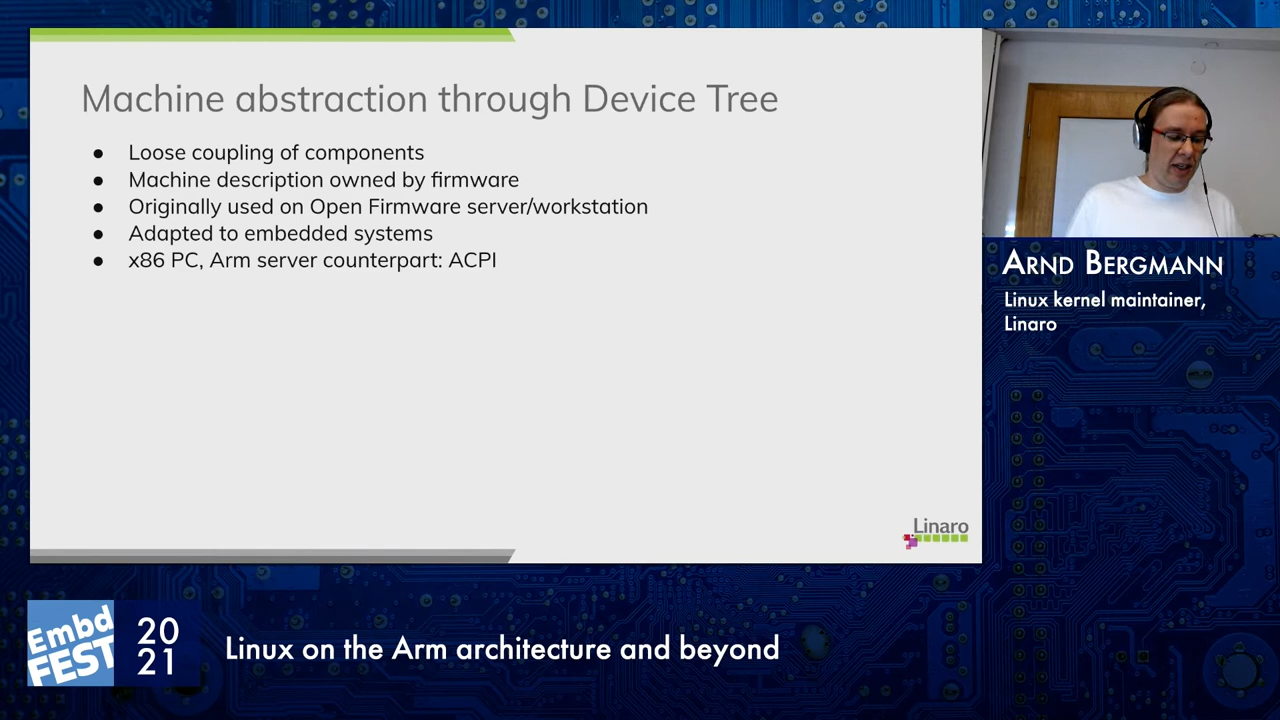 Machine abstraction through Device Tree
● Loose coupling of components
● Machine description owned by firmware
● Originally used on Open Firmware server/workstation
● Adapted to embedded systems
● x86 PC, Arm server counterpart: ACPI
Linaro
ARND BERGMANN
Linux kernel maintainer,
Linaro
Embd
FEST
20
21
Linux on the Arm architecture and beyond